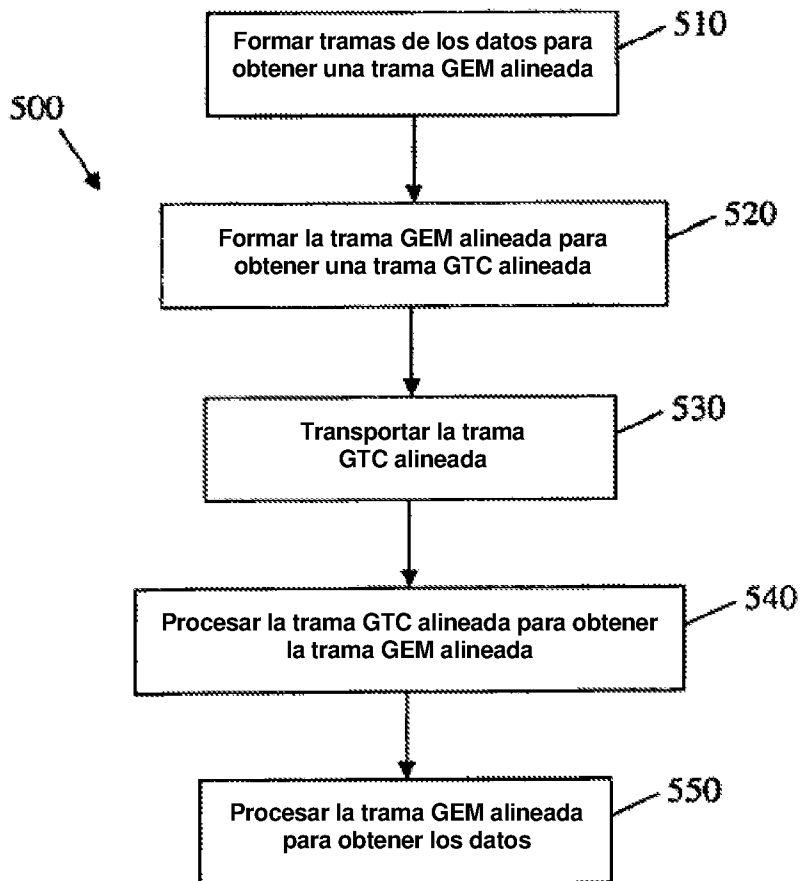 Formar tramas de los datos para
obtener una trama GEM alineada
510
500
Formar la trama GEM alineada para
obtener una trama GTC alineada
520
Transportar la trama
GTC alineada
530
Procesar la trama GTC alineada para obtener
la trama GEM alineada
540
Procesar la trama GEM alineada
para obtener los datos
550